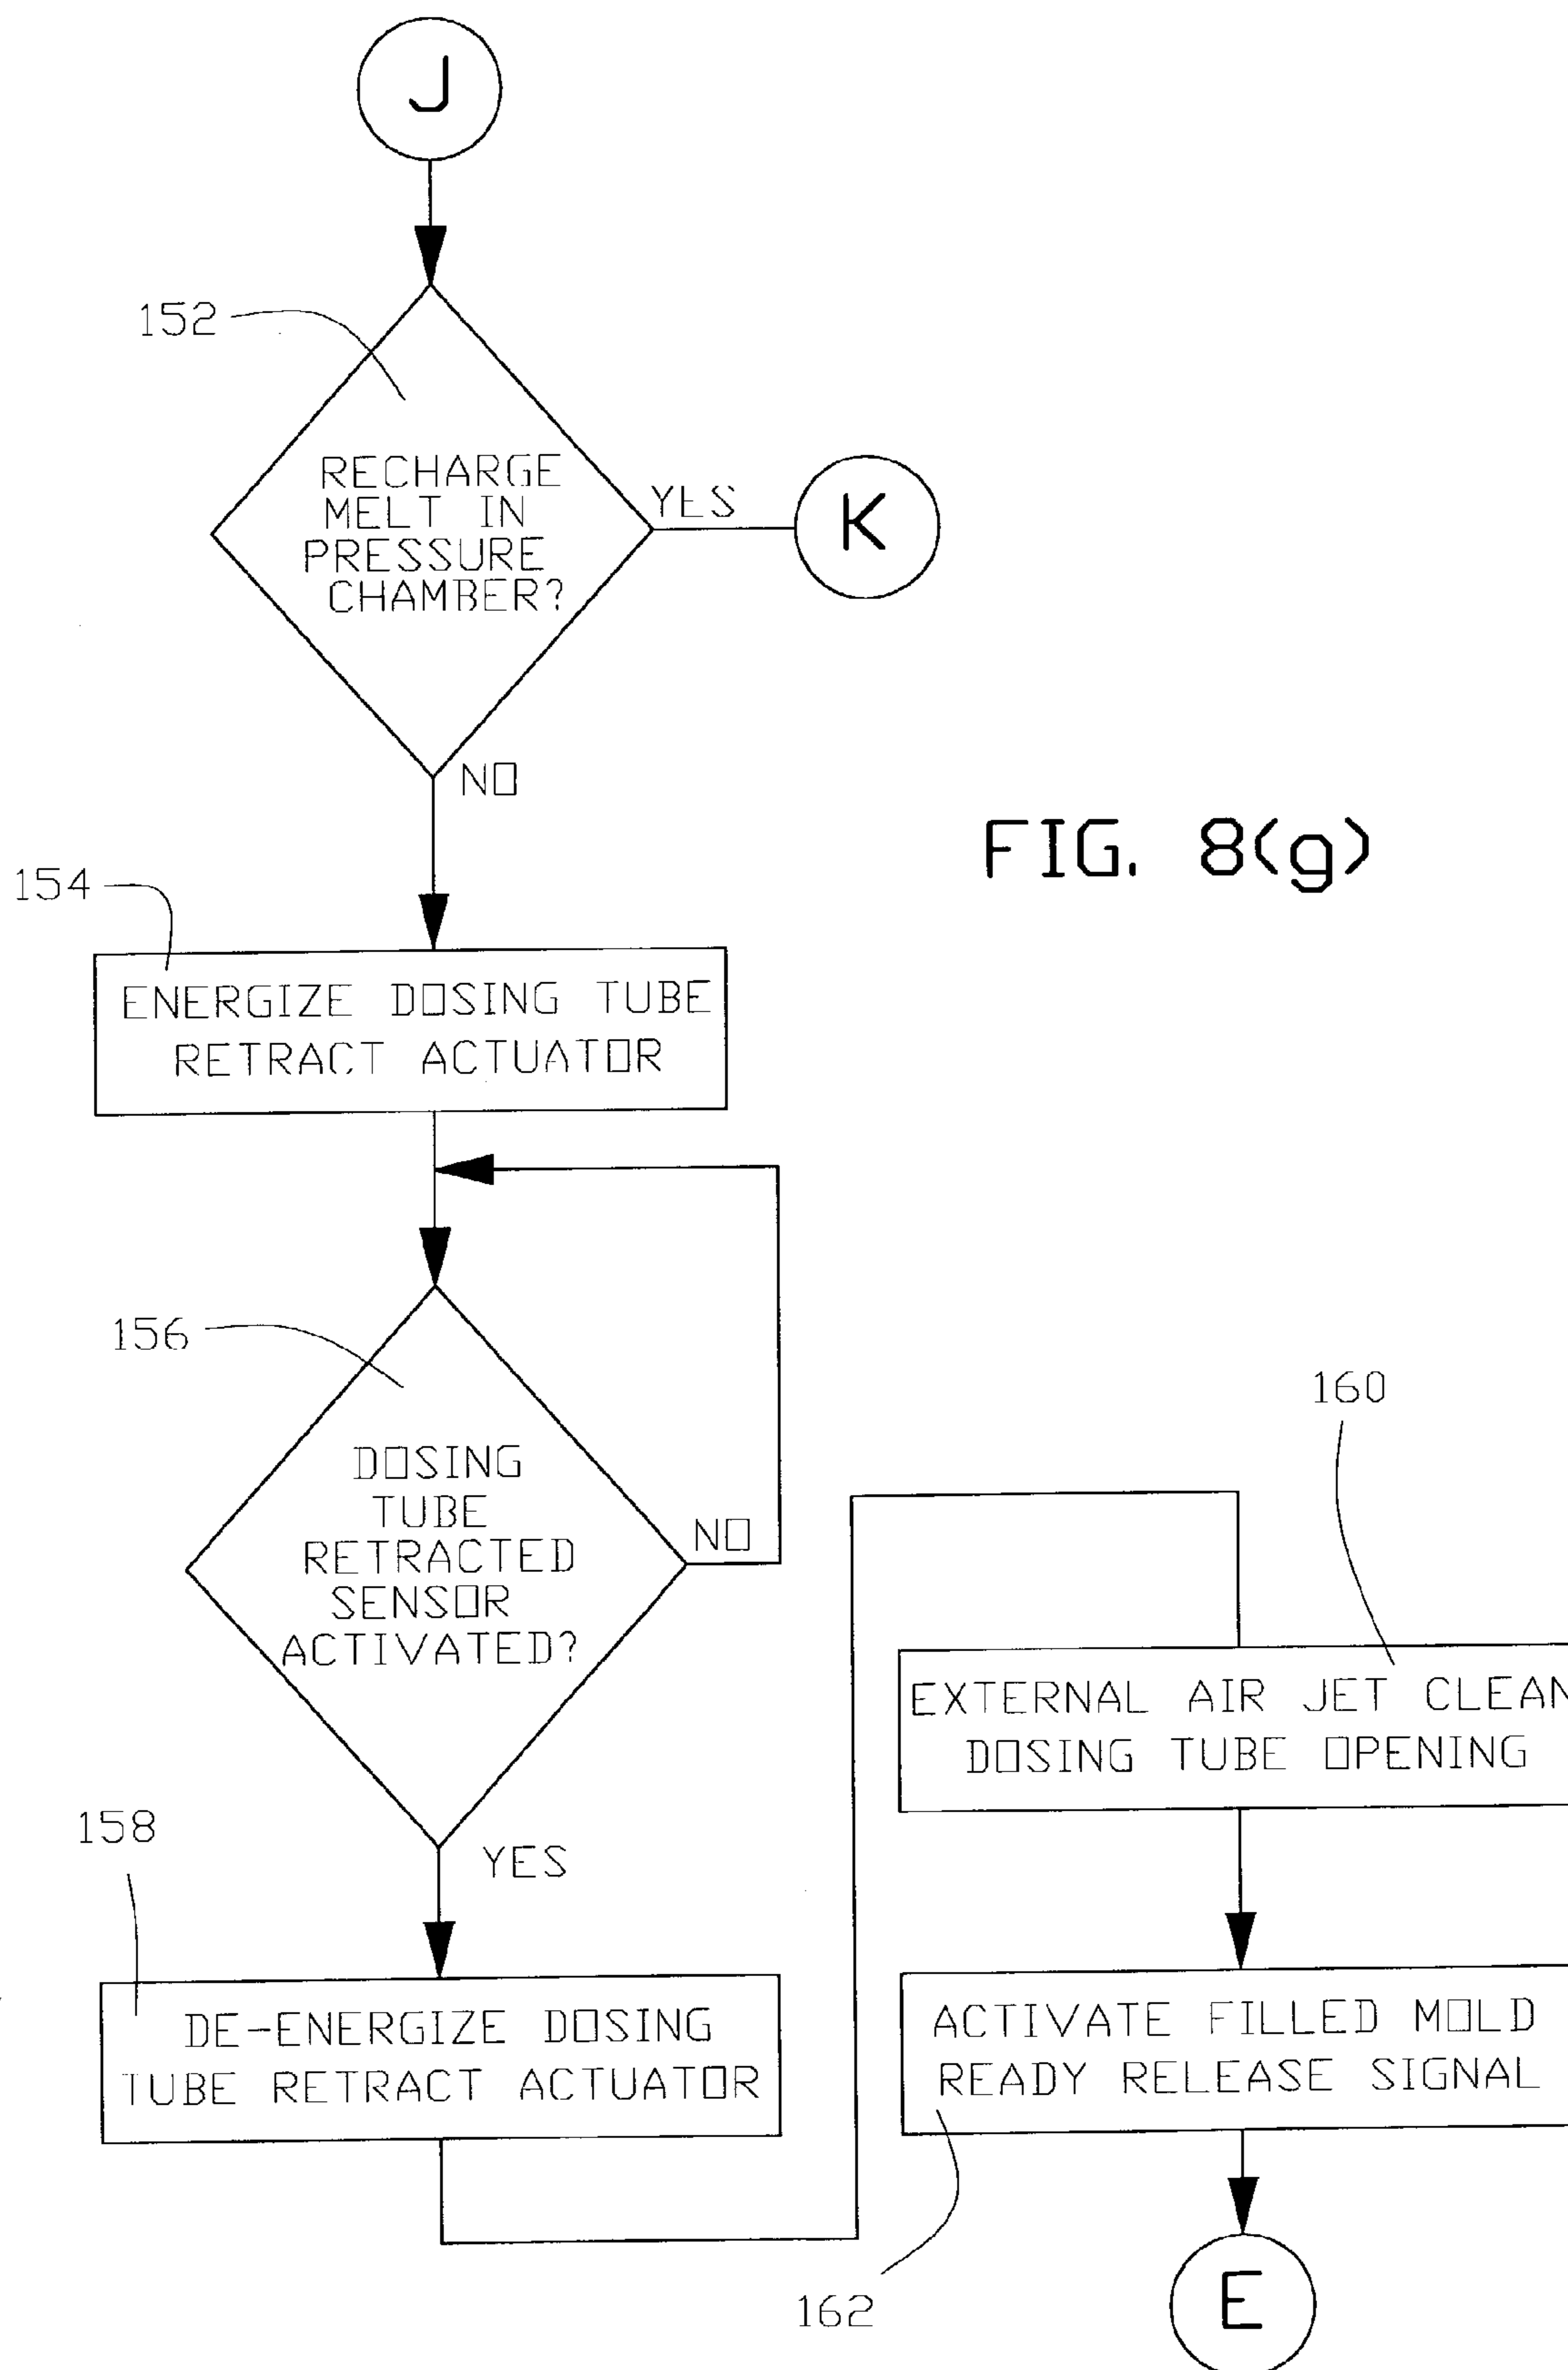 J
152
RECHARGE
MELT IN
PRESSURE
CHAMBER?
YES
K
NO
FIG. 8(g)
154
ENERGIZE DOSING TUBE
RETRACT ACTUATOR
156
DOSING
TUBE
RETRACTED
SENSOR
ACTIVATED?
NO
YES
158
DE-ENERGIZE DOSING
TUBE RETRACT ACTUATOR
160
EXTERNAL AIR JET CLEAN
DOSING TUBE OPENING
ACTIVATE FILLED MOLD
READY RELEASE SIGNAL
162
E